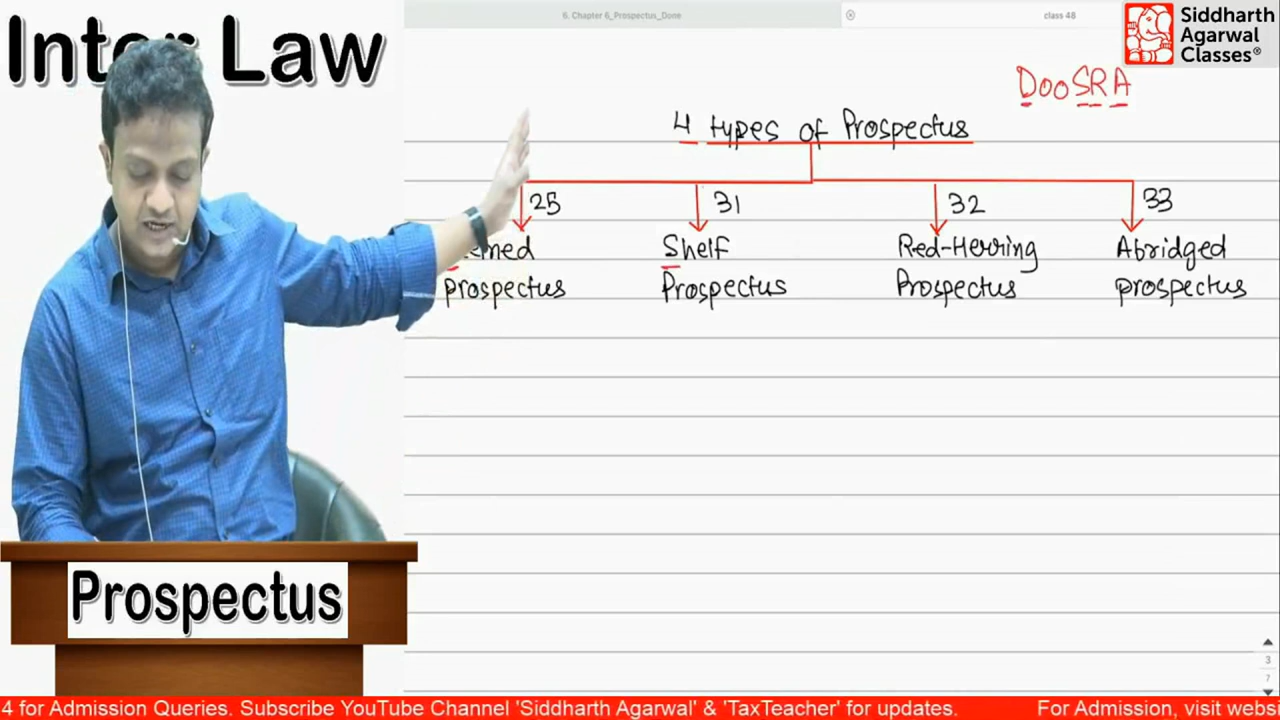 Inter Law
6. Chapter 6_Prospectus_Done
class 48
Siddharth
Agarwal
Classes®
DooSRA
4 types of Prospectus
25
31
32
33
Shelf
Prospectus
Red-Herring
Prospectus
Abridged
prospectus
prospectus
Prospectus
3
7
4 for Admission Queries. Subscribe YouTube Channel 'Siddharth Agarwal' & 'TaxTeacher' for updates.
For Admission, visit webs